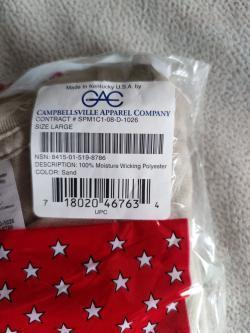 Made in Kentucky U.S.A. by
CAC
CAMPBELLSVILLE APPAREL COMPANY
CONTRACT # SPM1C1-08-D-1026
SIZE LARGE
NSN: 8415-01-519-8786
DESCRIPTION: 100% Moisture Wicking Polyester
COLOR: Sand
7 18020 46763 4
UPC